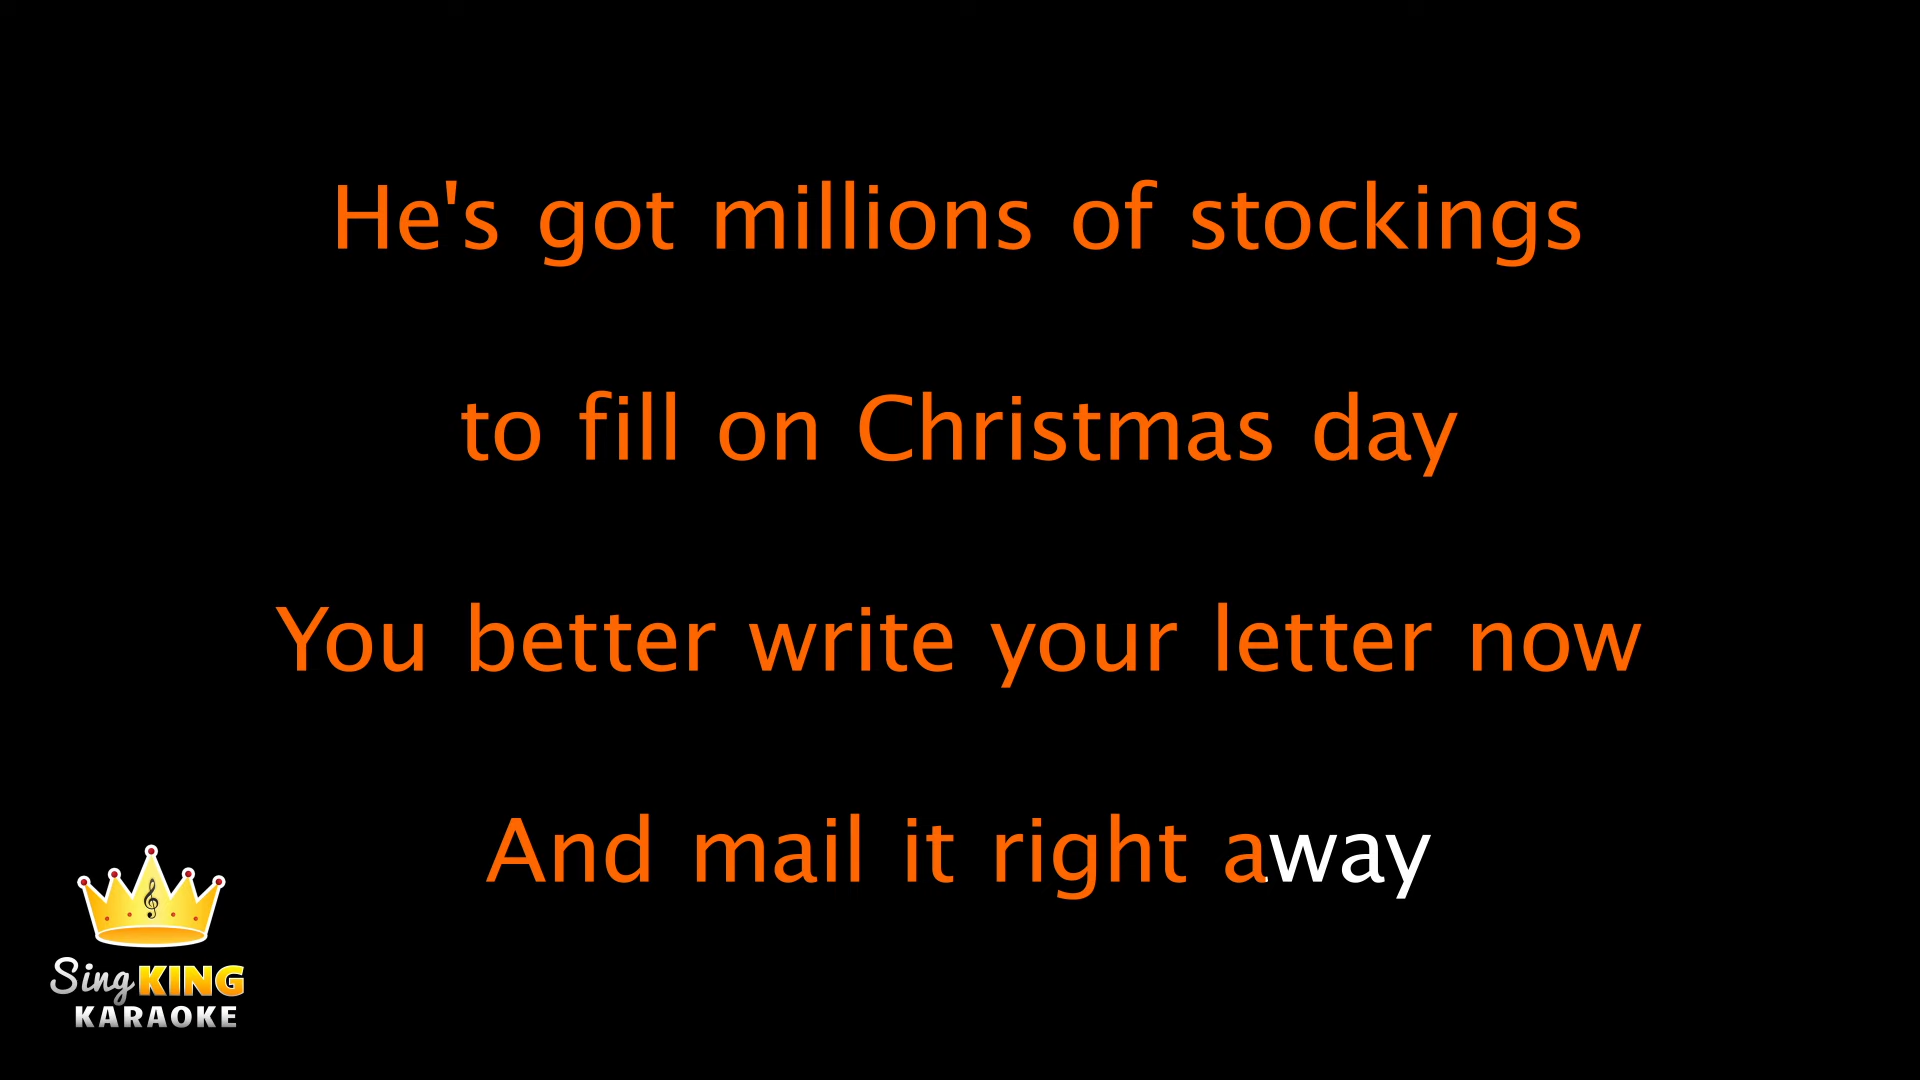 He's got millions of stockings
to fill on Christmas day
You better write your letter now
And mail it right away
Sing KING
KARAOKE